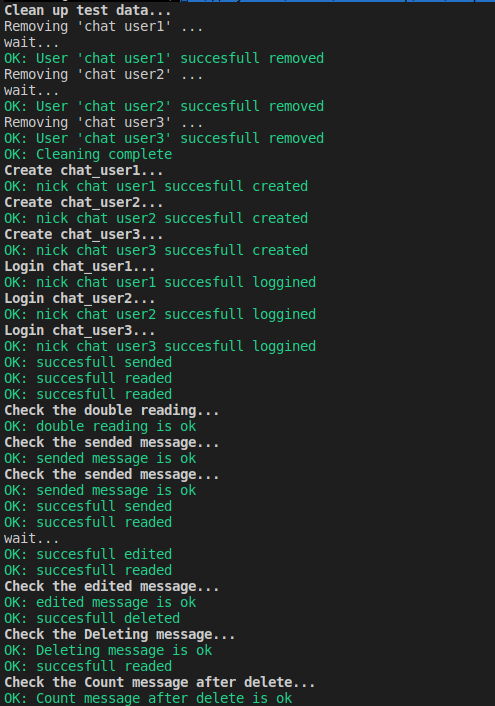 Clean up test data...
Removing 'chat user1' ...
wait...
OK: User 'chat user1' succesfull removed
Removing 'chat user2' ...
wait...
OK: User 'chat user2' succesfull removed
Removing 'chat user3' ...
OK: User 'chat user3' succesfull removed
OK: Cleaning complete
Create chat_user1...
OK: nick chat user1 succesfull created
Create chat_user2...
OK: nick chat user2 succesfull created
Create chat_user3...
OK: nick chat user3 succesfull created
Login chat_user1...
OK: nick chat user1 succesfull loggined
Login chat_user2...
OK: nick chat user2 succesfull loggined
Login chat_user3...
OK: nick chat user3 succesfull loggined
OK: succesfull sended
OK: succesfull readed
OK: succesfull readed
Check the double reading...
OK: double reading is ok
Check the sended message...
OK: sended message is ok
Check the sended message...
OK: sended message is ok
OK: succesfull sended
OK: succesfull readed
wait...
OK: succesfull edited
OK: succesfull readed
Check the edited message...
OK: edited message is ok
OK: succesfull deleted
Check the Deleting message...
OK: Deleting message is ok
OK: succesfull readed
Check the Count message after delete...
OK: Count message after delete is ok